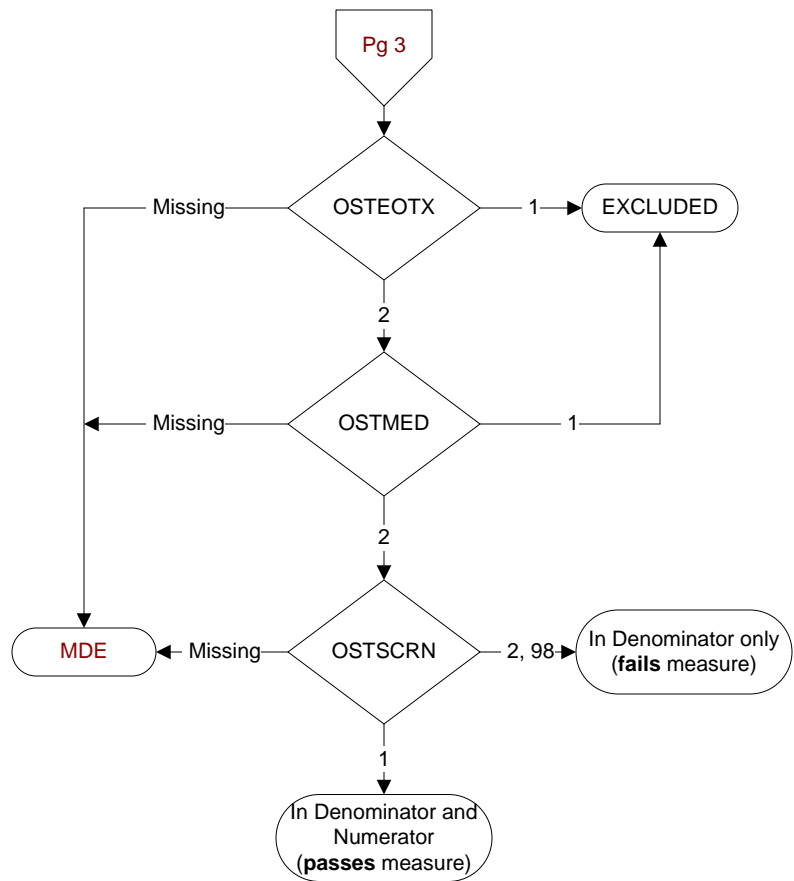 Pg 3
Missing
OSTEOTX
1
EXCLUDED
2
Missing
OSTMED
1
2
MDE
Missing
OSTSCRN
2, 98
In Denominator only
(fails measure)
1
In Denominator and
Numerator
(passes measure)